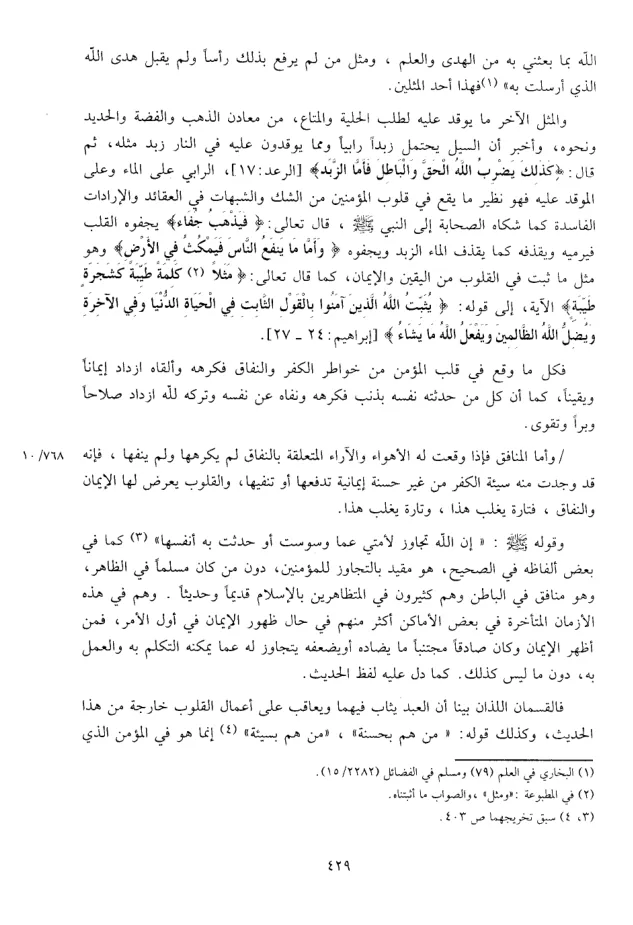 الله بما بعثني به من الهدى والعلم ، ومثل من لم يرفع بذلك رأساً ولم يقبل هدى الله
الذي أرسلت به» (١)فهذا أحد المثلين.
والمثل الآخر ما يوقد عليه لطلب الحلية والمتاع، من معادن الذهب والفضة والحديد
ونحوه، وأخبر أن السيل يحتمل زبداً رابياً ومما يوقدون عليه في النار زبد مثله، ثم
قال: ﴿كَذَلِكَ يَضْرِبُ اللَّهُ الحَقَّ وَالْبَاطِلَ فَأَمَّا الزَّبَد﴾ [الرعد:١٧]، الرابي على الماء وعلى
الموقد عليه فهو نظير ما يقع في قلوب المؤمنين من الشك والشبهات في العقائد والإرادات
الفاسدة كما شكاه الصحابة إلى النبي ﷺ ، قال تعالى: ﴿ فَيَذْهَبُ جُفَاء﴾ يجفوه القلب
فيرميه ويقذفه كما يقذف الماء الزبد ويجفوه ﴿ وَأَمَّا مَا يَنفَعُ النَّاسَ فَيَمْكُثُ فِي الأَرْضِ﴾ وهو
مثل ما ثبت في القلوب من اليقين والإيمان، كما قال تعالى: ﴿ مَثَلاً (٢) كَلِمَةً طَيِّبَةً كَشَجَرَةٍ
طَيِّبَةٍ﴾ الآية، إلى قوله: ﴿ يُثَبِّتُ اللَّهُ الَّذِينَ آمَنُوا بِالْقَوْلِ الثَّابِتِ فِي الْحَيَاةِ الدُّنْيَا وَفِي الآخِرَةِ
وَيُضِلُّ اللَّهُ الظَّالِمِينَ وَيَفْعَلُ اللَّهُ مَا يَشَاءُ ﴾ [إبراهيم: ٢٤ ـ ٢٧].
فكل ما وقع في قلب المؤمن من خواطر الكفر والنفاق فكرهه وألقاه ازداد إيماناً
ويقيناً، كما أن كل من حدثته نفسه بذنب فكرهه ونفاه عن نفسه وتركه لله ازداد صلاحاً
وبراً وتقوى.
/ وأما المنافق فإذا وقعت له الأهواء والآراء المتعلقة بالنفاق لم يكرهها ولم ينفها ، فإنه ١٠/٧٦٨
قد وجدت منه سيئة الكفر من غير حسنة إيمانية تدفعها أو تنفيها، والقلوب يعرض لها الإيمان
والنفاق ، فتارة يغلب هذا ، وتارة يغلب هذا.
وقوله ﷺ : « إن الله تجاوز لأمتي عما وسوست أو حدثت به أنفسها» (٣) كما في
بعض ألفاظه في الصحيح، هو مقيد بالتجاوز للمؤمنين، دون من كان مسلماً في الظاهر،
وهو منافق في الباطن وهم كثيرون في المتظاهرين بالإسلام قديماً وحديثاً . وهم في هذه
الأزمان المتأخرة في بعض الأماكن أكثر منهم في حال ظهور الإيمان في أول الأمر، فمن
أظهر الإيمان وكان صادقاً مجتنباً ما يضاده أويضعفه يتجاوز له عما يمكنه التكلم به والعمل
به، دون ما ليس كذلك. كما دل عليه لفظ الحديث.
فالقسمان اللذان بينا أن العبد يثاب فيهما ويعاقب على أعمال القلوب خارجة من هذا
الحديث، وكذلك قوله: « من هم بحسنة» ، «من هم بسيئة» (٤) إنما هو في المؤمن الذي
(١) البخاري في العلم (٧٩) ومسلم في الفضائل (١٥/٢٢٨٢).
(٢) في المطبوعة :«ومثل» ،والصواب ما أثبتناه.
(٣، ٤) سبق تخريجهما ص ٤٠٣ .
٤٢٩